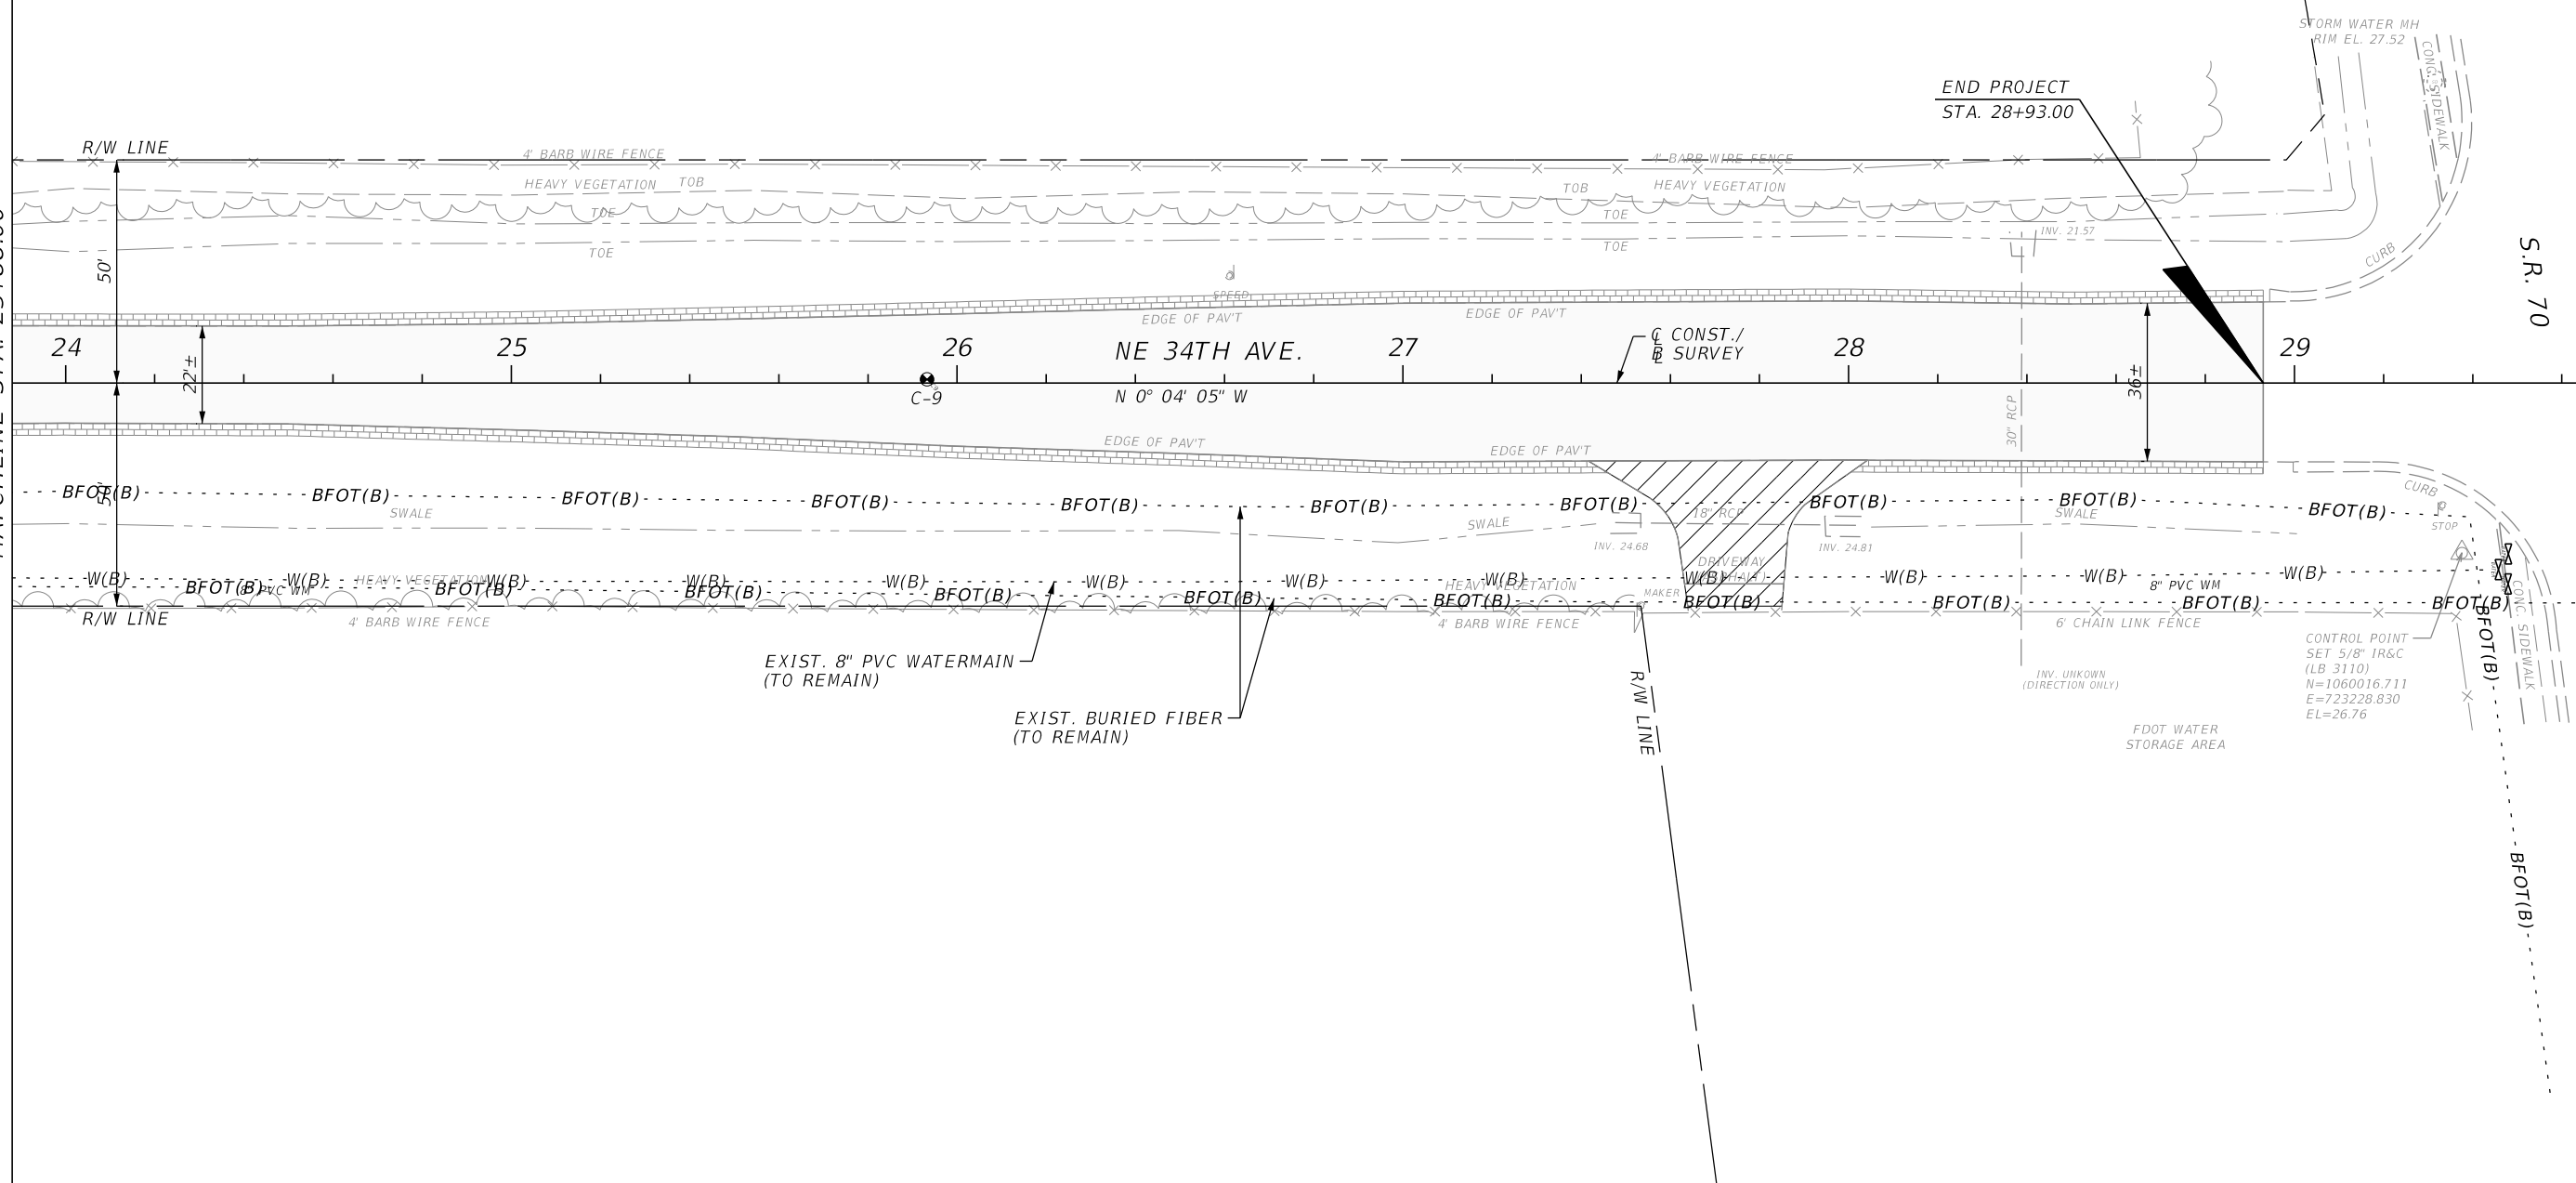 STORM WATER MH
RIM EL. 27.52
CONC. SIDEWALK
END PROJECT
STA. 28+93.00
R/W LINE
4' BARB WIRE FENCE
4' BARB WIRE FENCE
HEAVY VEGETATION
TOB
TOB
HEAVY VEGETATION
TOE
TOE
TOE
TOE
INV. 21.57
CURB
S.R. 70
50'
SPEED
EDGE OF PAV'T
EDGE OF PAV'T
24
25
26
NE 34TH AVE.
27
C̲L CONST./
B̲L SURVEY
28
29
22'±
36±
C-9
N 0° 04' 05" W
30" RCP
EDGE OF PAV'T
EDGE OF PAV'T
BFOT(B)
BFOT(B)
BFOT(B)
BFOT(B)
BFOT(B)
BFOT(B)
BFOT(B)
BFOT(B)
BFOT(B)
BFOT(B)
50'
CURB
STOP
SWALE
SWALE
SWALE
18" RCP
INV. 24.68
INV. 24.81
DRIVEWAY
W(B)
W(B)
W(B)
W(B)
W(B)
W(B)
W(B)
W(B)
W(B)
W(B)
W(B)
W(B)
HEAVY VEGETATION
HEAVY VEGETATION
8" PVC WM
8" PVC WM
BFOT(B)
BFOT(B)
BFOT(B)
BFOT(B)
BFOT(B)
BFOT(B)
BFOT(B)
BFOT(B)
BFOT(B)
BFOT(B)
MAKER
R/W LINE
4' BARB WIRE FENCE
4' BARB WIRE FENCE
6' CHAIN LINK FENCE
CONC. SIDEWALK
BFOT(B)
BFOT(B)
CONTROL POINT
SET 5/8" IR&C
(LB 3110)
N=1060016.711
E=723228.830
EL=26.76
EXIST. 8" PVC WATERMAIN
(TO REMAIN)
EXIST. BURIED FIBER
(TO REMAIN)
R/W LINE
INV. UNKOWN
(DIRECTION ONLY)
FDOT WATER
STORAGE AREA